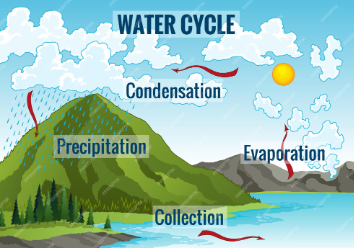 WATER CYCLE
Condensation
Precipitation
Evaporation
Collection